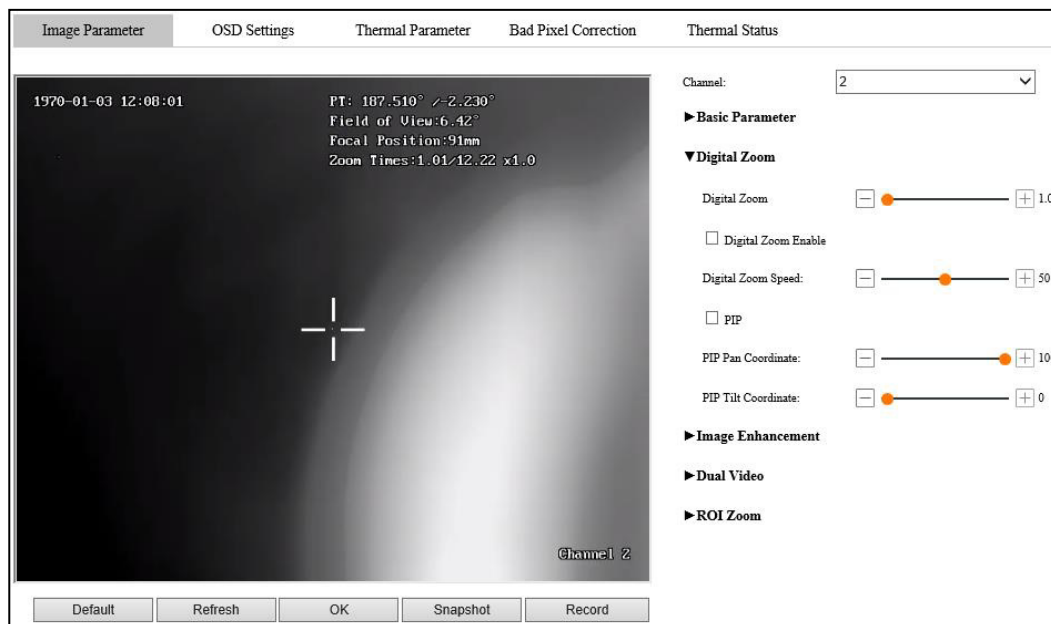 Image Parameter OSD Settings Thermal Parameter Bad Pixel Correction Thermal Status
1970-01-03 12:08:01
PT: 187.510° /-2.230°
Field of View:6.42°
Focal Position:91mm
Zoom Times:1.01/12.22 x1.0
Channel 2
Default Refresh OK Snapshot Record
Channel: 2
▶Basic Parameter
▼Digital Zoom
Digital Zoom 1.0
Digital Zoom Enable
Digital Zoom Speed: 50
PIP
PIP Pan Coordinate: 10
PIP Tilt Coordinate: 0
▶Image Enhancement
▶Dual Video
▶ROI Zoom